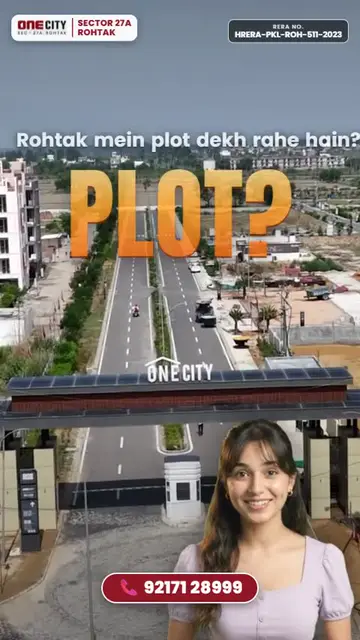 ONE CITY
SEC - 27A, ROHTAK
SECTOR 27A
ROHTAK
RERA NO.
HRERA-PKL-ROH-511-2023
Rohtak mein plot dekh rahe hain?
PLOT?
ONE CITY
92171 28999